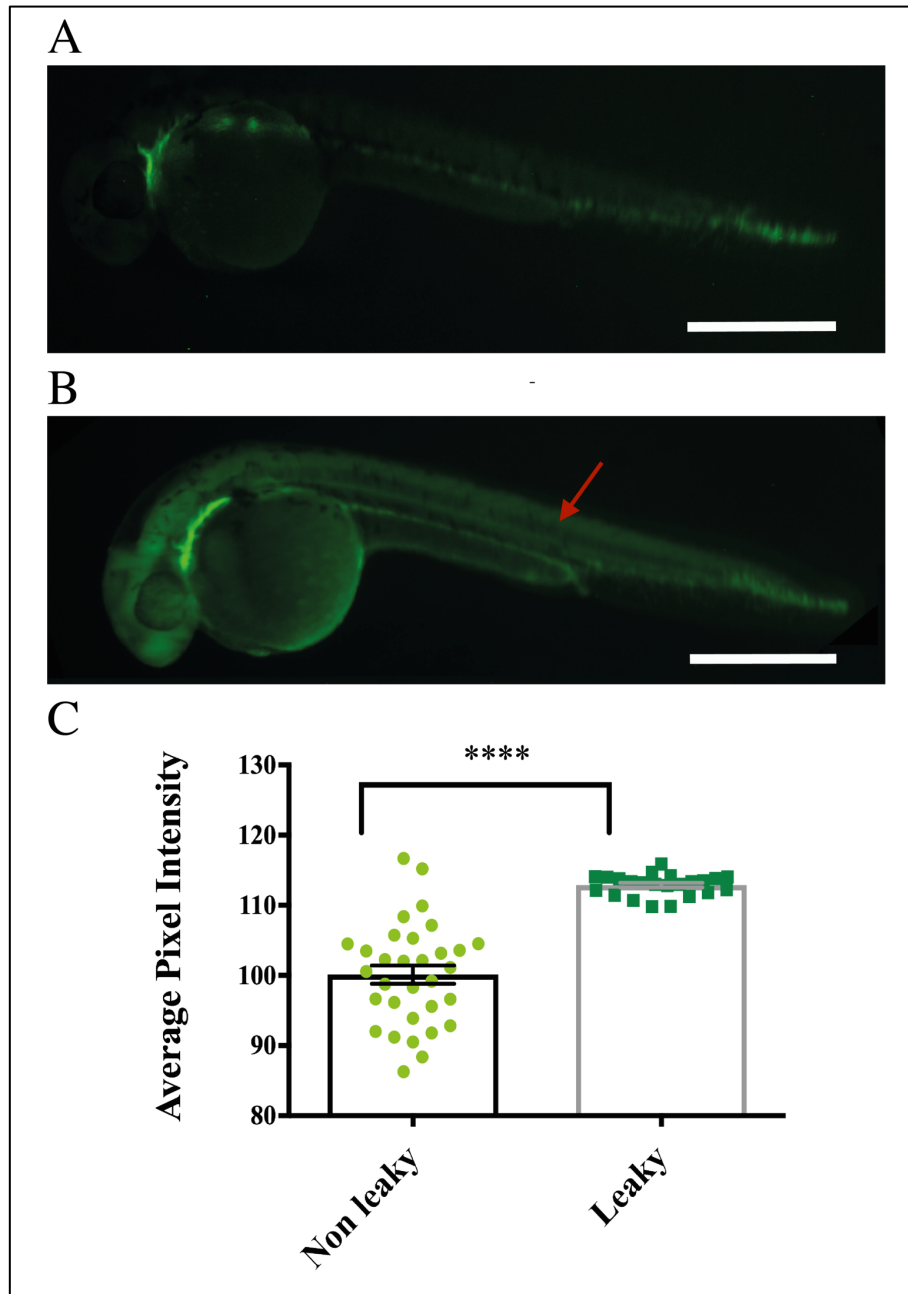 A
B
-
C
Average Pixel Intensity
****
130
120
110
100
90
80
Non leaky
Leaky